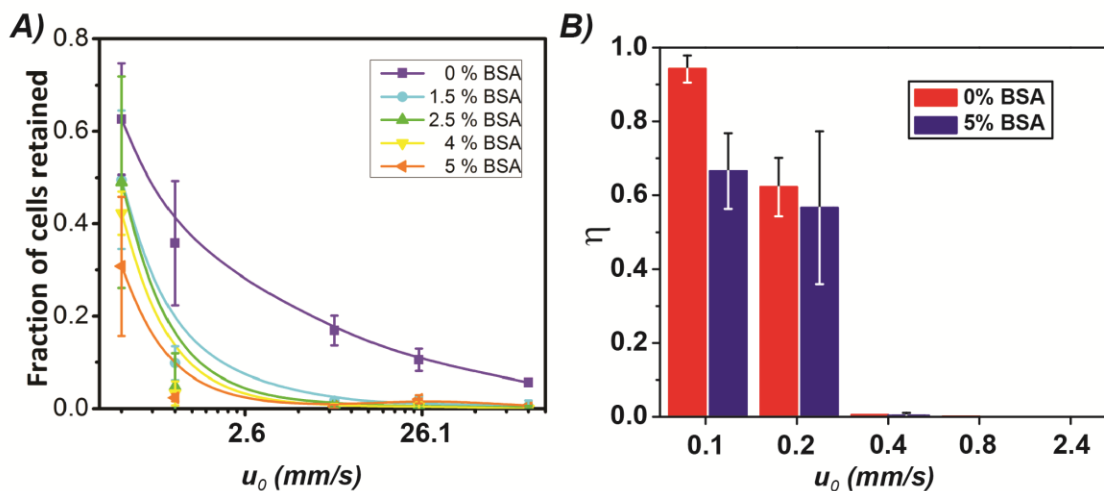 A)
Fraction of cells retained
0.8
0.6
0.4
0.2
0.0
0 % BSA
1.5 % BSA
2.5 % BSA
4 % BSA
5 % BSA
2.6
26.1
u₀ (mm/s)
B)
η
1.0
0.8
0.6
0.4
0.2
0.0
0% BSA
5% BSA
0.1
0.2
0.4
0.8
2.4
u₀ (mm/s)